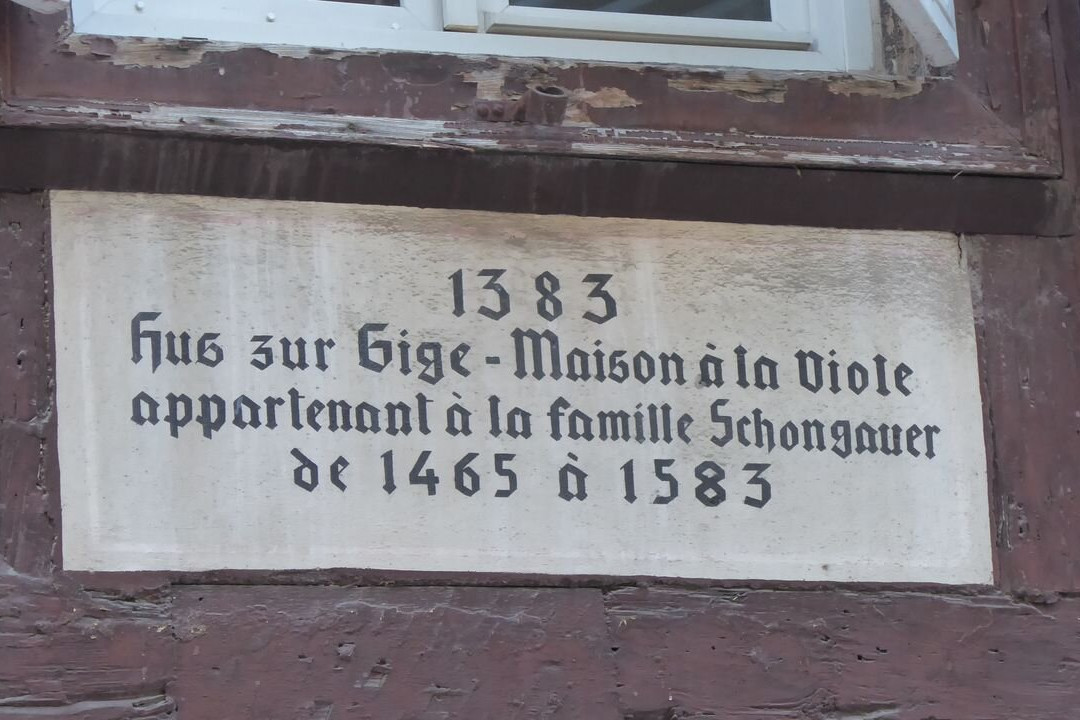 1383
Hus zur Gige - Maison à la Viole
appartenant à la famille Schongauer
de 1465 à 1583